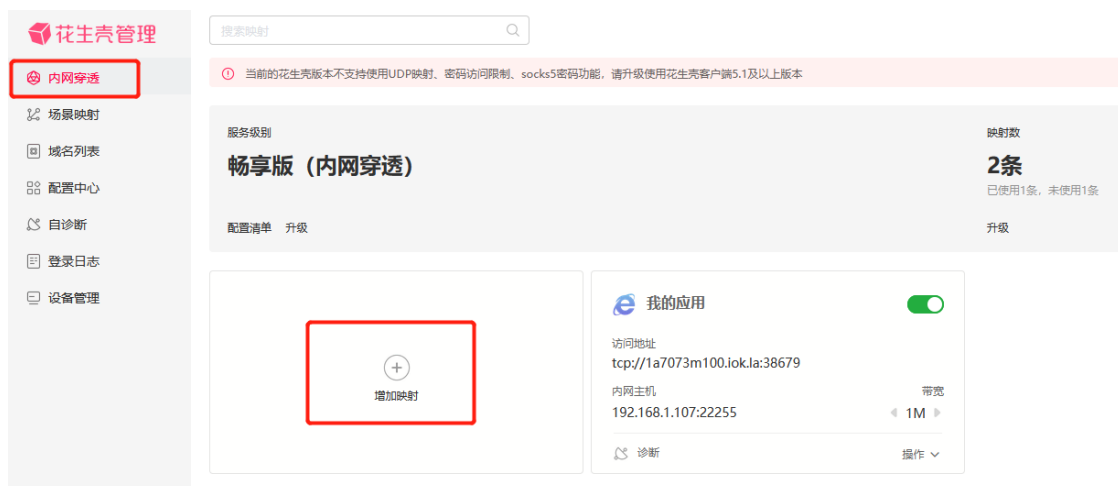 花生壳管理
搜索映射
内网穿透
场景映射
域名列表
配置中心
自诊断
登录日志
设备管理
当前的花生壳版本不支持使用UDP映射、密码访问限制、socks5密码功能，请升级使用花生壳客户端5.1及以上版本
服务级别
畅享版（内网穿透）
配置清单 升级
映射数
2条
已使用1条，未使用1条
升级
增加映射
我的应用
访问地址
tcp://1a7073m100.iok.la:38679
内网主机 带宽
192.168.1.107:22255 1M
诊断 操作